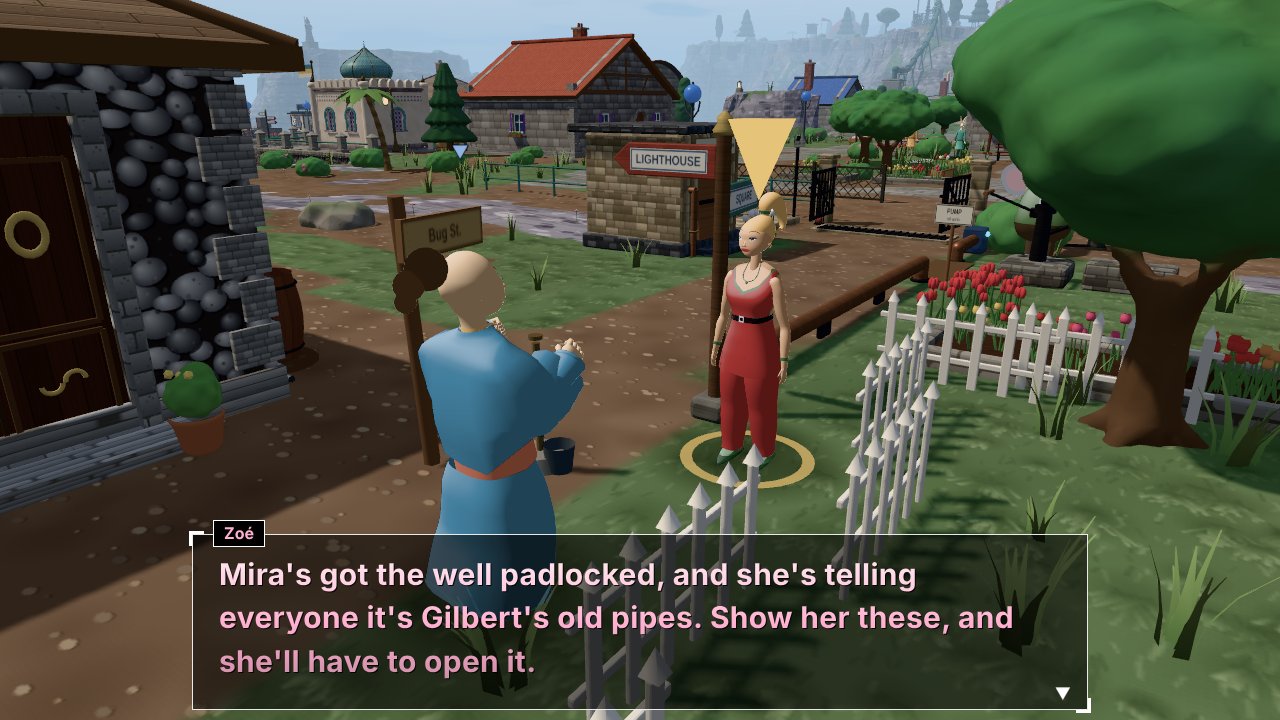 LIGHTHOUSE
SQUARE
Bug St.
PUMP
Zoé
Mira's got the well padlocked, and she's telling
everyone it's Gilbert's old pipes. Show her these, and
she'll have to open it.